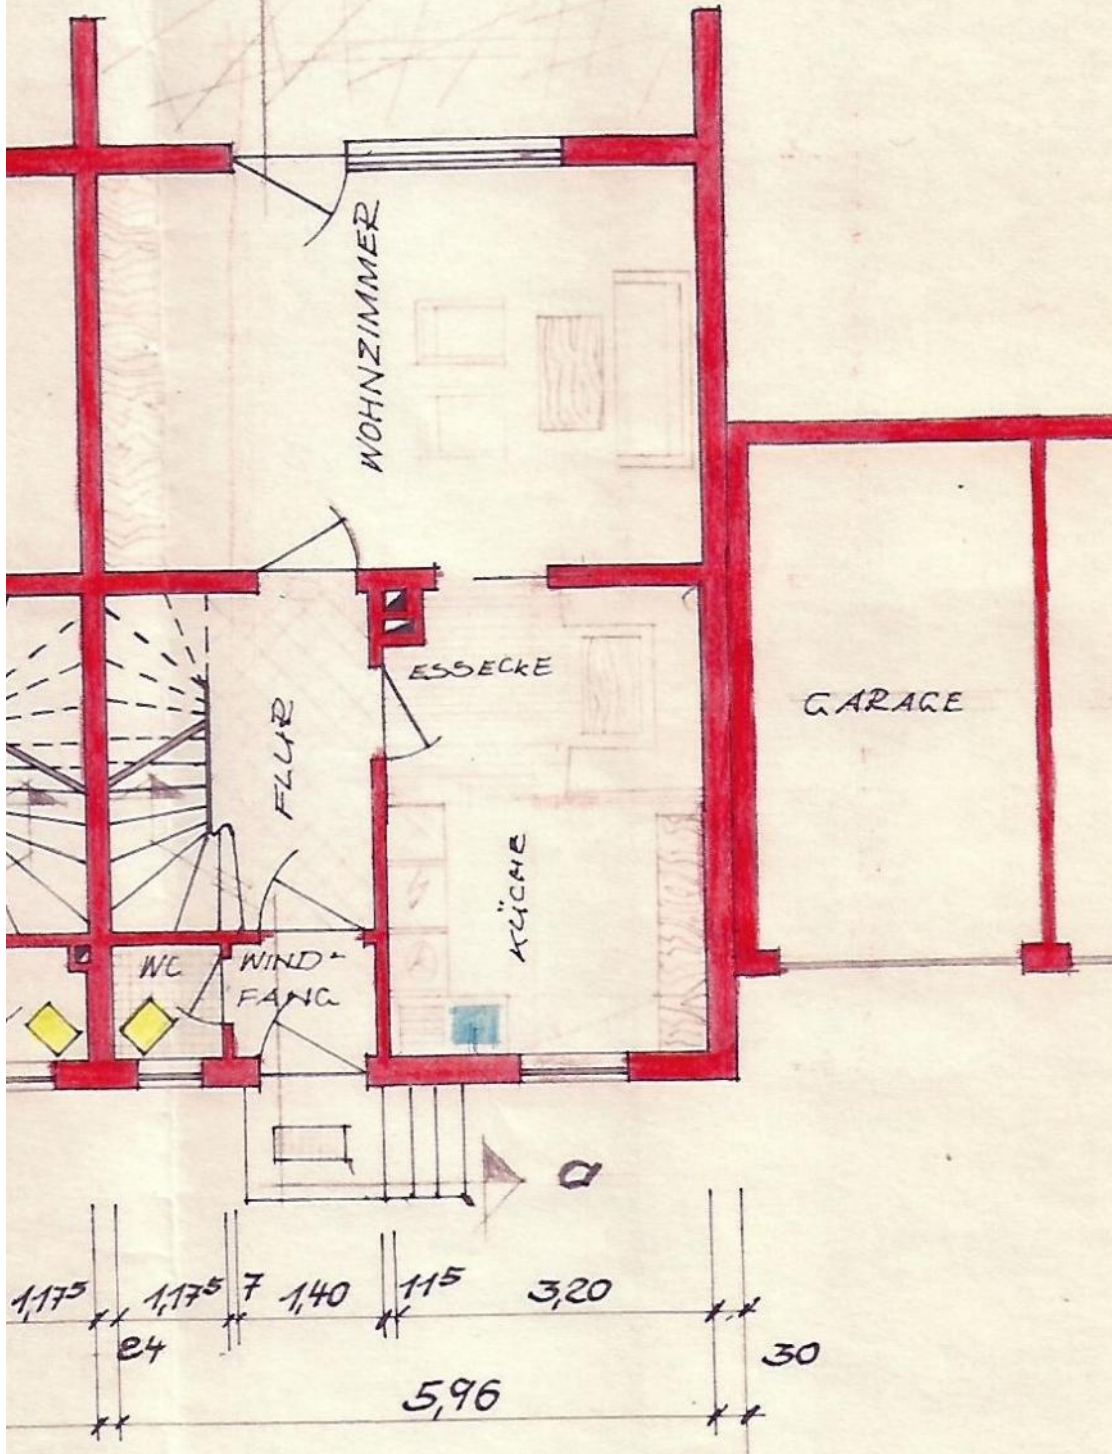 WOHNZIMMER
ESSECKE
GARAGE
FLUR
KÜCHE
WC
WIND-
FANG
a
1,17⁵ 1,17⁵ 7 1,40 11⁵ 3,20
24 30
5,96